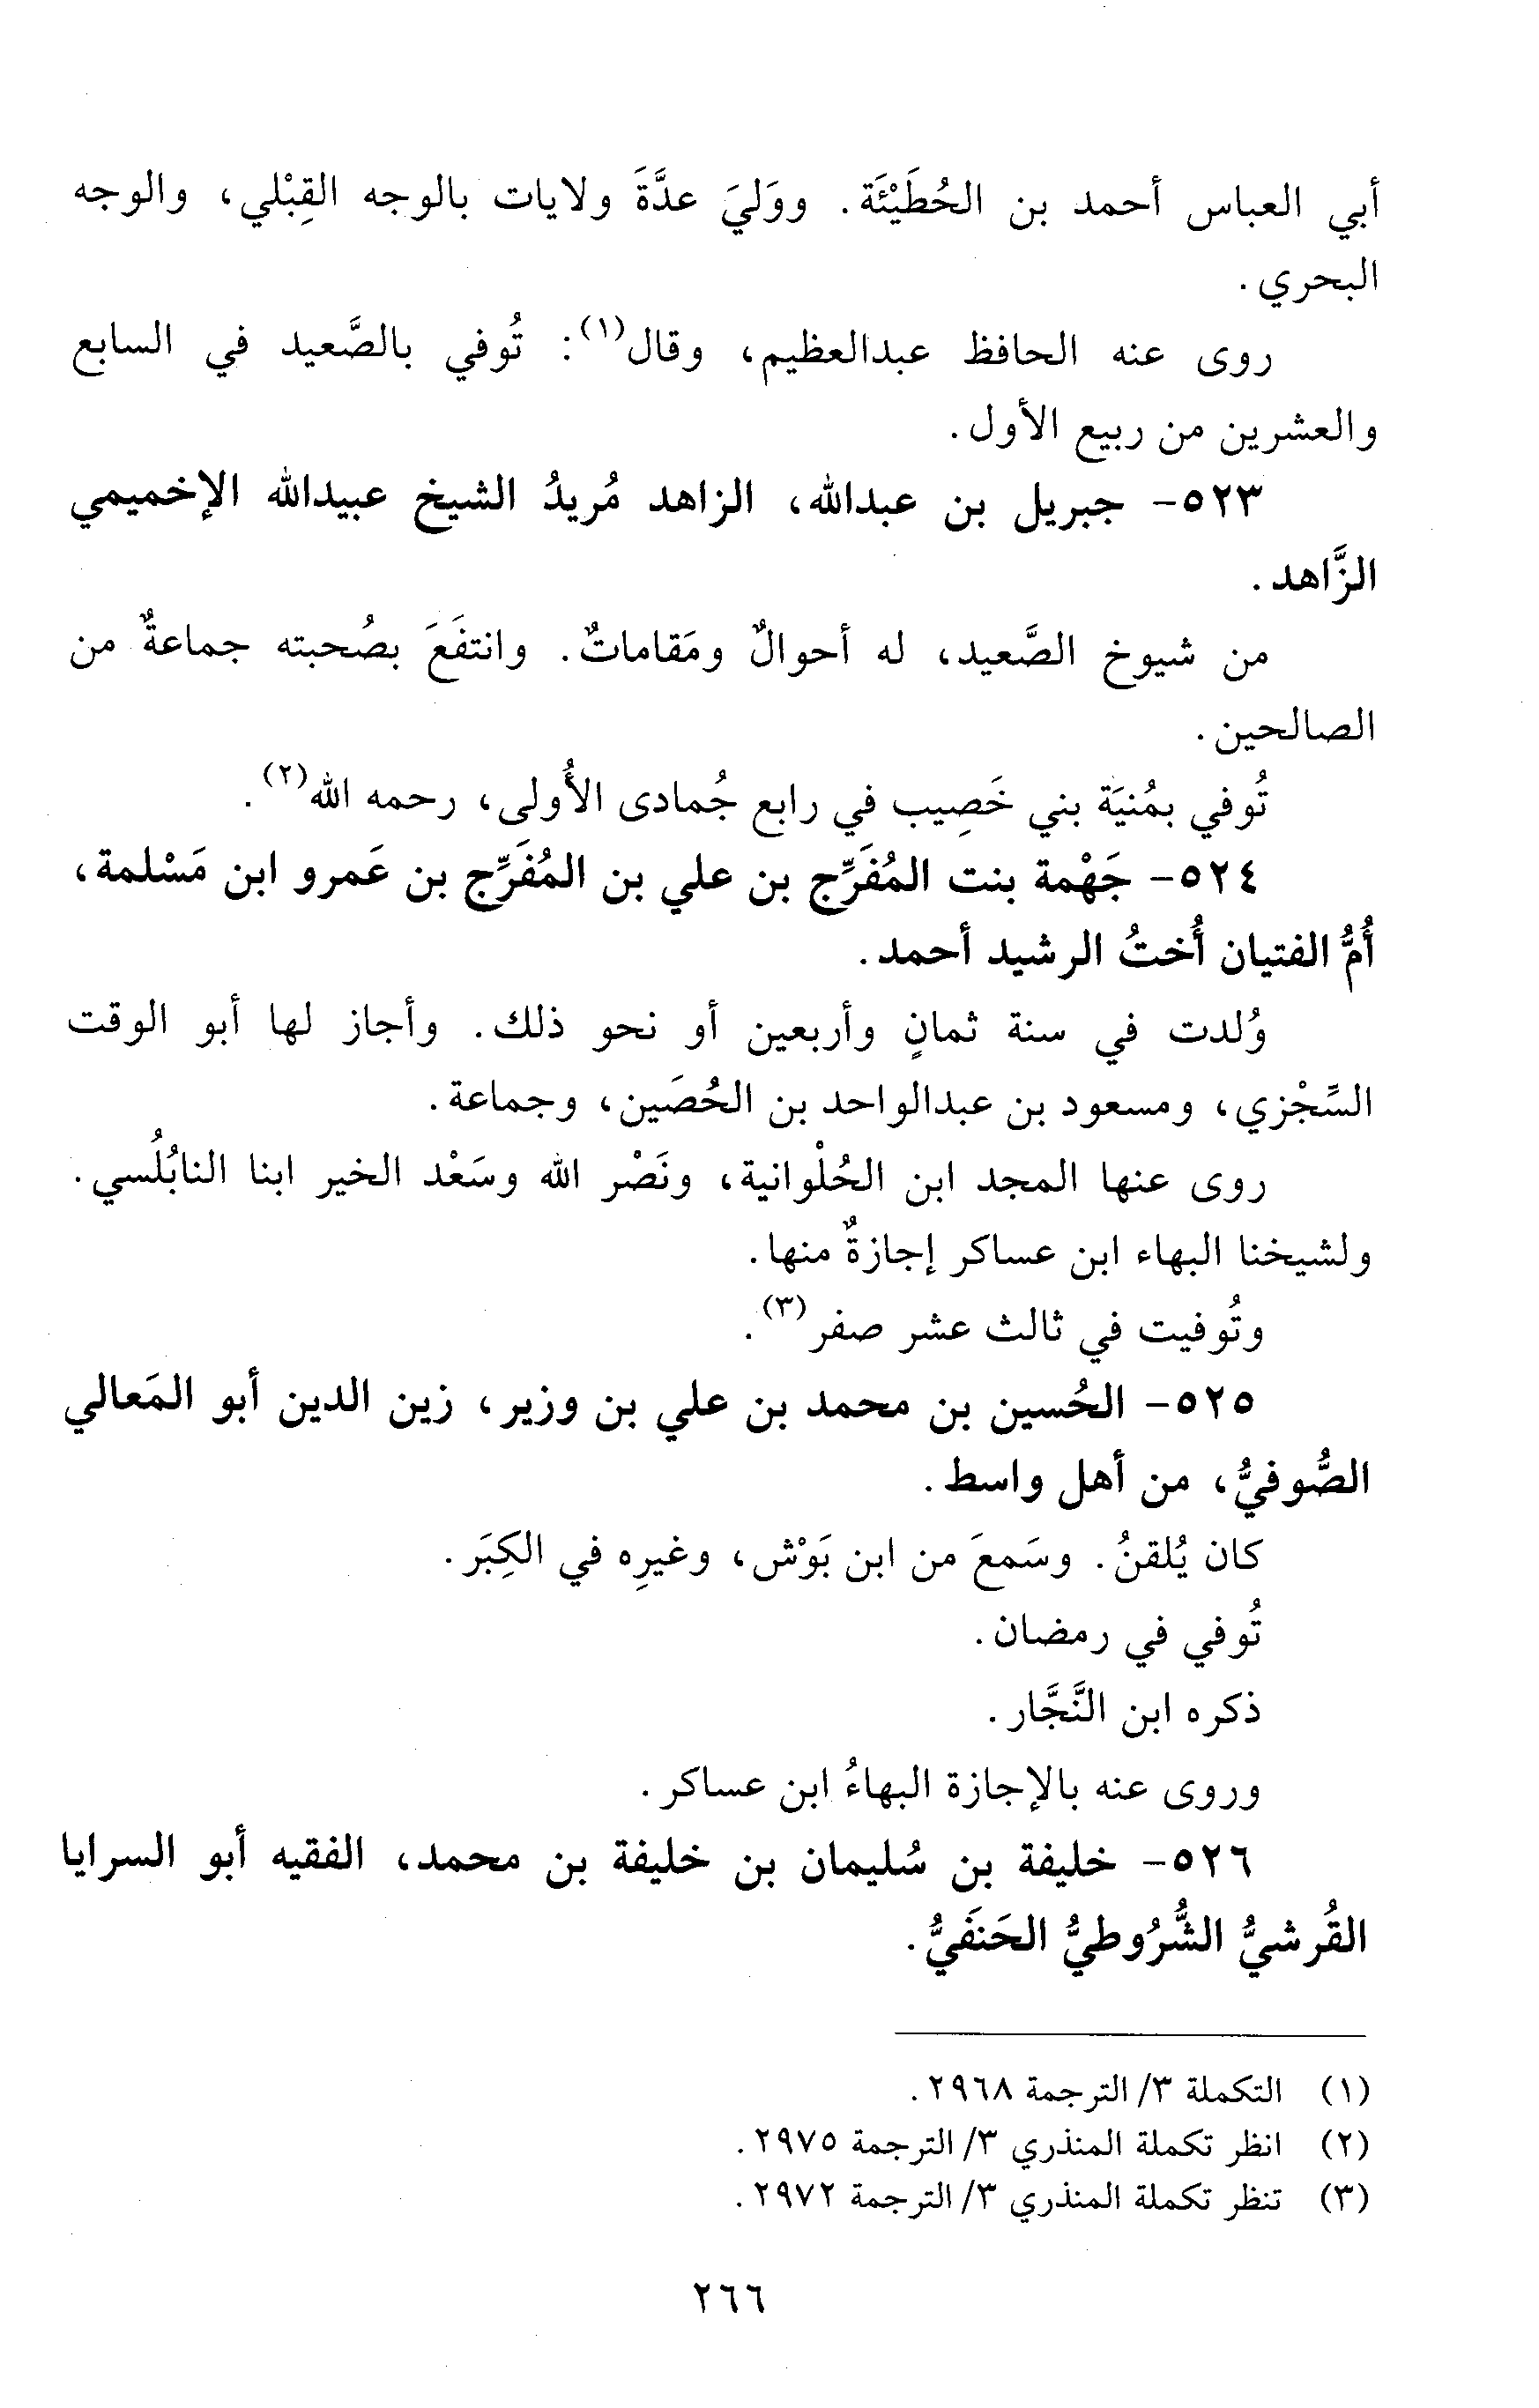 أبي العباس أحمد بن الحُطَيْئَة. ووَليَ عدَّةَ ولايات بالوجه القِبْلي، والوجه
البحري.
روى عنه الحافظ عبدالعظيم، وقال(١): تُوفي بالصَّعيد في السابع
والعشرين من ربيع الأول.
٥٢٣- جبريل بن عبدالله، الزاهد مُريدُ الشيخ عبيدالله الإخميمي
الزَّاهد.
من شيوخ الصَّعيد، له أحوالٌ ومَقاماتٌ. وانتفَعَ بصُحبته جماعةٌ من
الصالحين.
تُوفي بمُنيَة بني خَصِيب في رابع جُمادى الأُولى، رحمه الله(٢).
٥٢٤- جَهْمة بنت المُفَرِّج بن علي بن المُفَرِّج بن عَمرو ابن مَسْلمة،
أُمُّ الفتيان أُختُ الرشيد أحمد.
وُلدت في سنة ثمانٍ وأربعين أو نحو ذلك. وأجاز لها أبو الوقت
السِّجْزي، ومسعود بن عبدالواحد بن الحُصَين، وجماعة.
روى عنها المجد ابن الحُلْوانية، ونَصْر الله وسَعْد الخير ابنا النابُلُسي.
ولشيخنا البهاء ابن عساكر إجازةٌ منها.
وتُوفيت في ثالث عشر صفر(٣).
٥٢٥- الحُسين بن محمد بن علي بن وزير، زين الدين أبو المَعالي
الصُّوفيُّ، من أهل واسط.
كان يُلقنُ. وسَمعَ من ابن بَوْش، وغيرِه في الكِبَر.
تُوفي في رمضان.
ذكره ابن النَّجَّار.
وروى عنه بالإجازة البهاءُ ابن عساكر.
٥٢٦- خليفة بن سُليمان بن خليفة بن محمد، الفقيه أبو السرايا
القُرشيُّ الشُّرُوطيُّ الحَنفَيُّ.
(١) التكملة ٣/ الترجمة ٢٩٦٨.
(٢) انظر تكملة المنذري ٣/ الترجمة ٢٩٧٥.
(٣) تنظر تكملة المنذري ٣/ الترجمة ٢٩٧٢.
٢٦٦